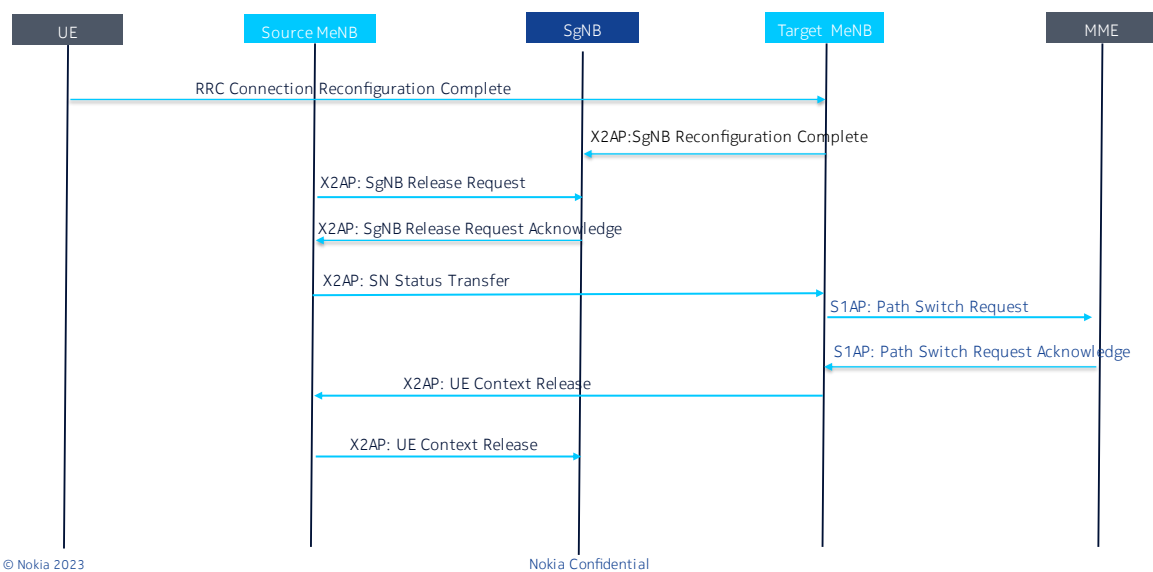 UE
Source MeNB
SgNB
Target MeNB
MME
RRC Connection Reconfiguration Complete
X2AP:SgNB Reconfiguration Complete
X2AP: SgNB Release Request
X2AP: SgNB Release Request Acknowledge
X2AP: SN Status Transfer
S1AP: Path Switch Request
S1AP: Path Switch Request Acknowledge
X2AP: UE Context Release
X2AP: UE Context Release
© Nokia 2023
Nokia Confidential